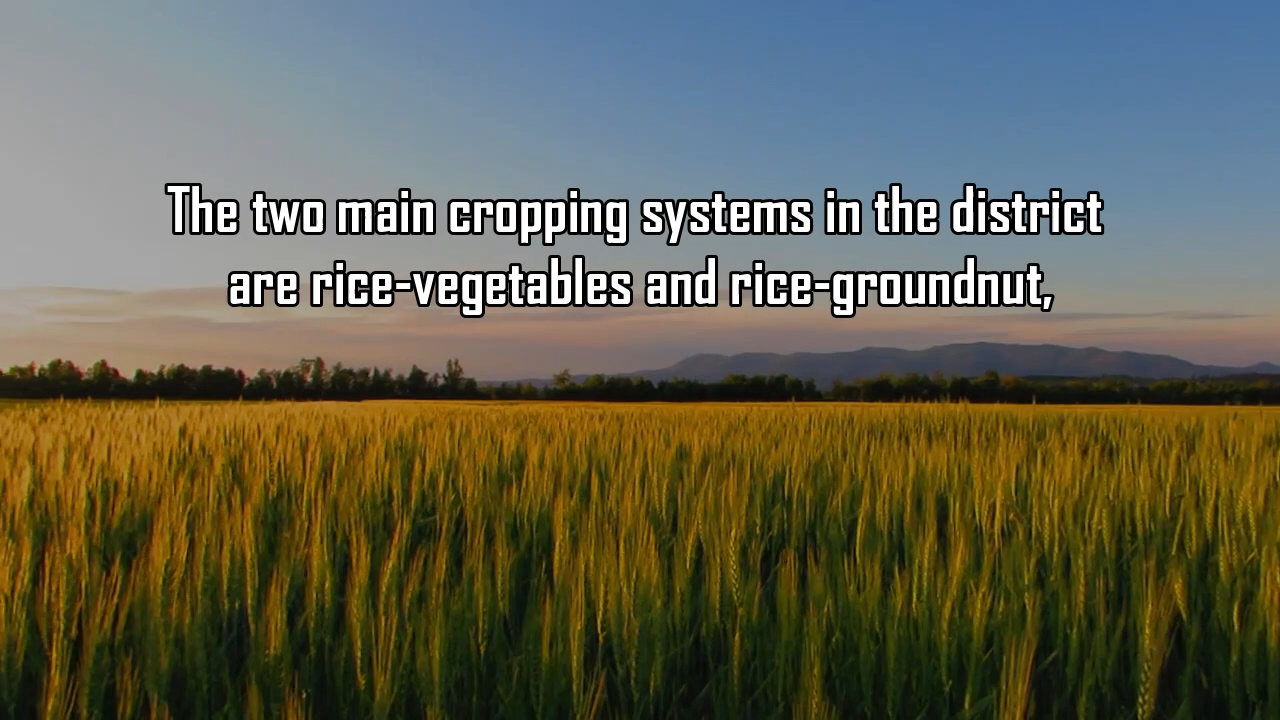 The two main cropping systems in the district
are rice-vegetables and rice-groundnut,